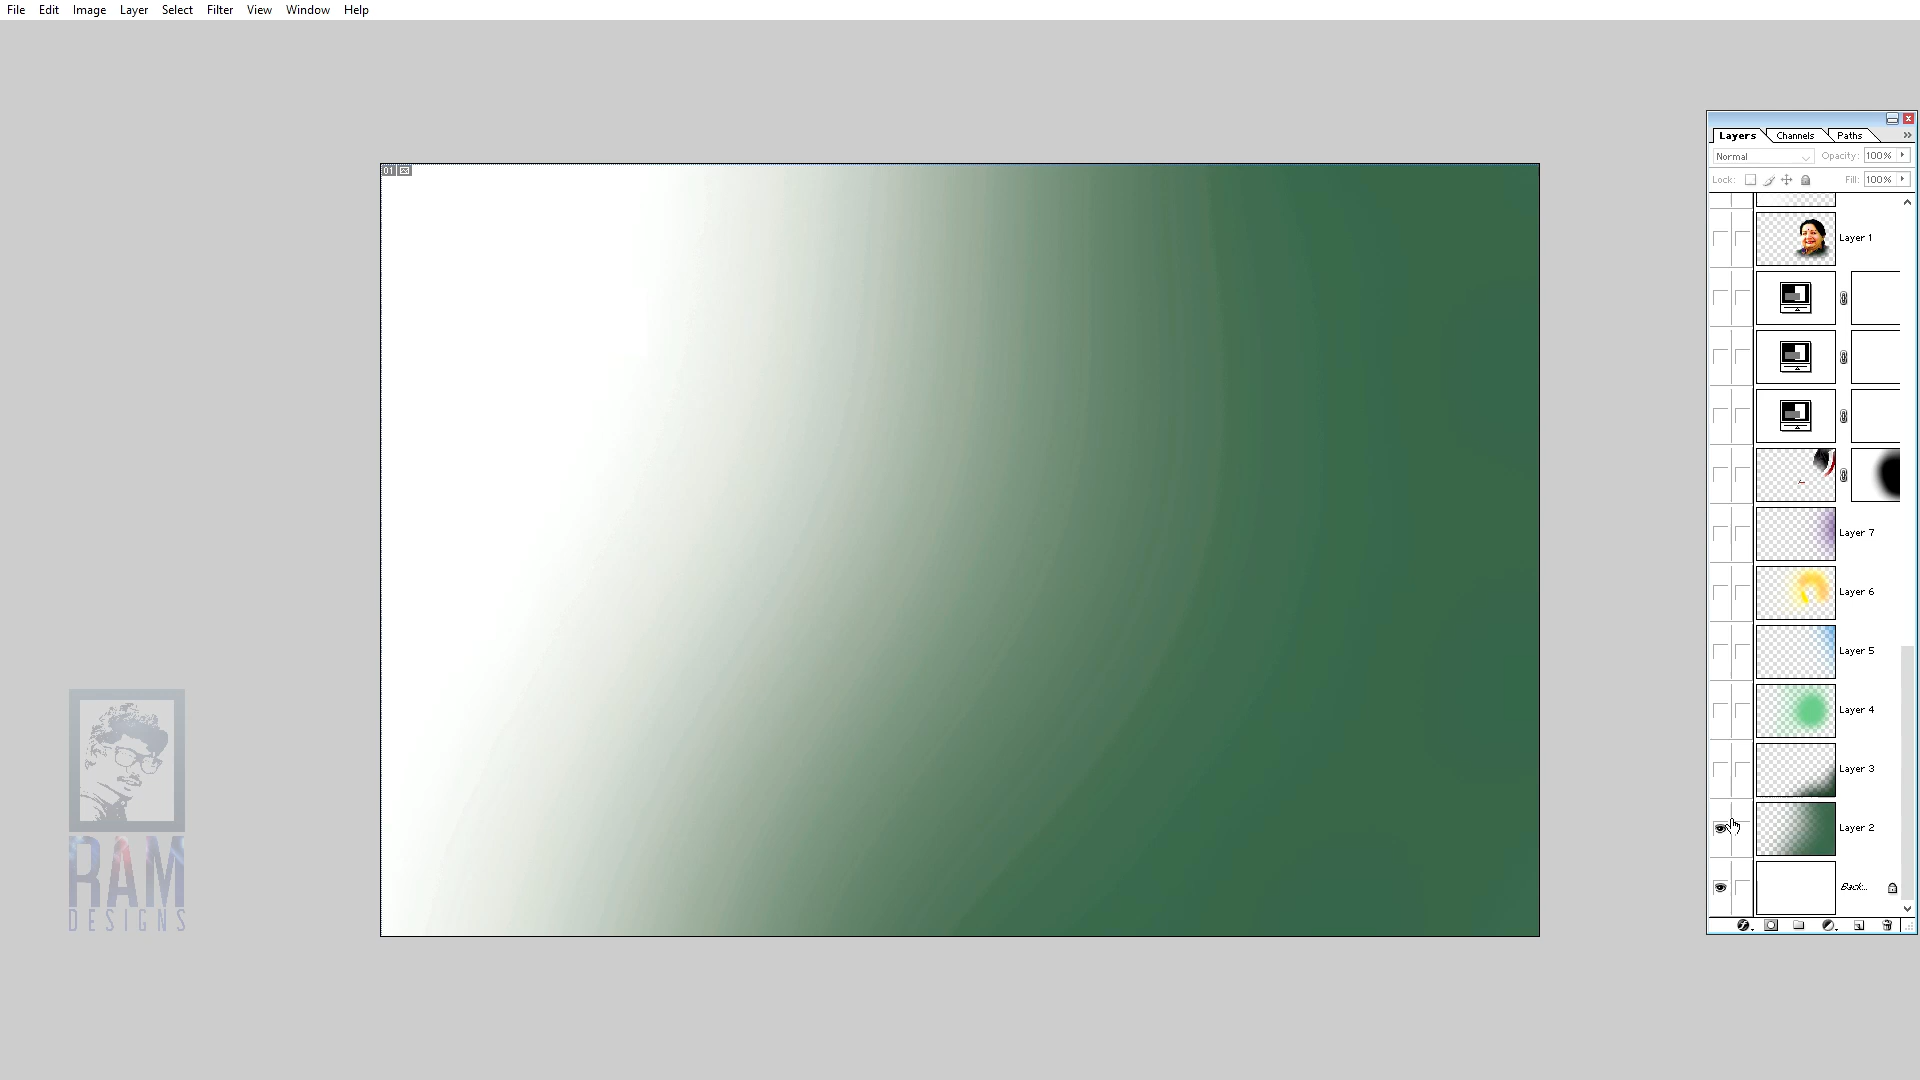 File Edit Image Layer Select Filter View Window Help
01
Layers Channels Paths
Normal Opacity: 100%
Lock: Fill: 100%
Layer 1
Layer 7
Layer 6
Layer 5
Layer 4
Layer 3
Layer 2
Back...
RAM
DESIGNS